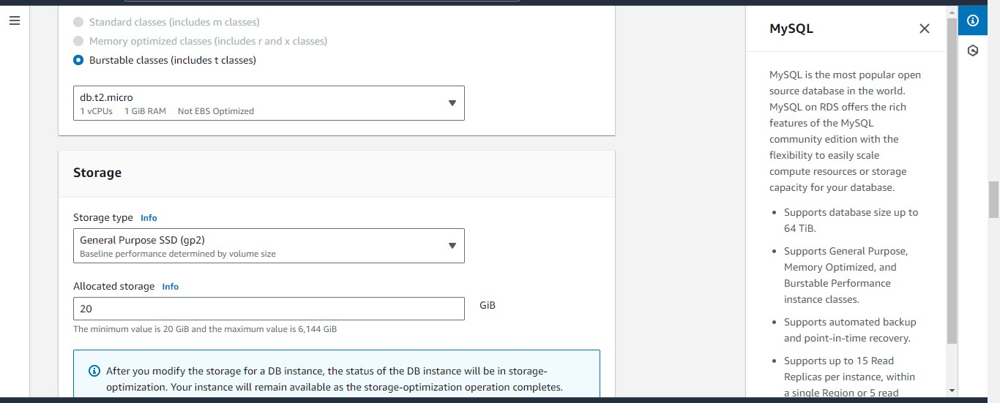 Standard classes (includes m classes)
Memory optimized classes (includes r and x classes)
Burstable classes (includes t classes)
db.t2.micro
1 vCPUs 1 GiB RAM Not EBS Optimized
Storage
Storage type Info
General Purpose SSD (gp2)
Baseline performance determined by volume size
Allocated storage Info
20
GiB
The minimum value is 20 GiB and the maximum value is 6,144 GiB
After you modify the storage for a DB instance, the status of the DB instance will be in storage-
optimization. Your instance will remain available as the storage-optimization operation completes.
MySQL
MySQL is the most popular open
source database in the world.
MySQL on RDS offers the rich
features of the MySQL
community edition with the
flexibility to easily scale
compute resources or storage
capacity for your database.
• Supports database size up to
64 TiB.
• Supports General Purpose,
Memory Optimized, and
Burstable Performance
instance classes.
• Supports automated backup
and point-in-time recovery.
• Supports up to 15 Read
Replicas per instance, within
a single Region or 5 read